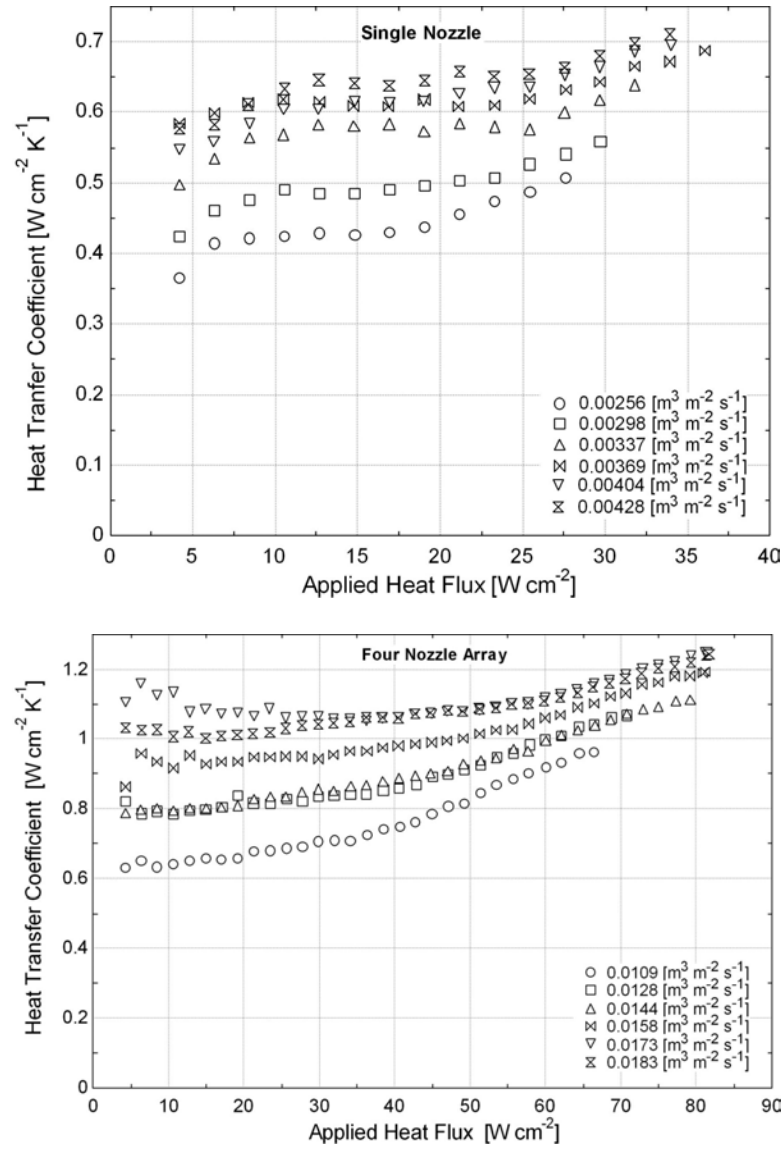 Single Nozzle
Heat Tranfer Coefficient [W cm⁻² K⁻¹]
0.7
0.6
0.5
0.4
0.3
0.2
0.1
0
0.00256 [m³ m⁻² s⁻¹]
0.00298 [m³ m⁻² s⁻¹]
0.00337 [m³ m⁻² s⁻¹]
0.00369 [m³ m⁻² s⁻¹]
0.00404 [m³ m⁻² s⁻¹]
0.00428 [m³ m⁻² s⁻¹]
0 5 10 15 20 25 30 35 40
Applied Heat Flux [W cm⁻²]
Four Nozzle Array
Heat Transfer Coefficient [W cm⁻² K⁻¹]
1.2
1
0.8
0.6
0.4
0.2
0
0.0109 [m³ m⁻² s⁻¹]
0.0128 [m³ m⁻² s⁻¹]
0.0144 [m³ m⁻² s⁻¹]
0.0158 [m³ m⁻² s⁻¹]
0.0173 [m³ m⁻² s⁻¹]
0.0183 [m³ m⁻² s⁻¹]
0 10 20 30 40 50 60 70 80 90
Applied Heat Flux [W cm⁻²]